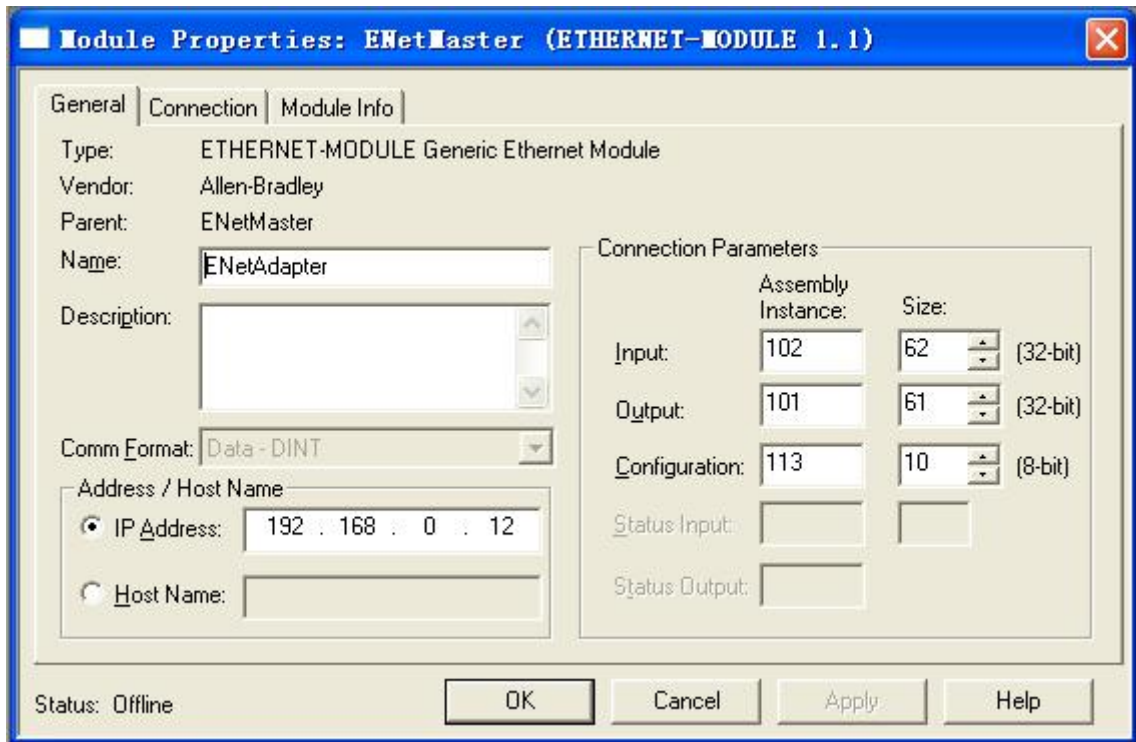 Module Properties: ENetMaster (ETHERNET-MODULE 1.1)
General
Connection
Module Info
Type: ETHERNET-MODULE Generic Ethernet Module
Vendor: Allen-Bradley
Parent: ENetMaster
Name: ENetAdapter
Description:
Comm Format: Data - DINT
Address / Host Name
IP Address: 192 . 168 . 0 . 12
Host Name:
Connection Parameters
Assembly
Instance:
Size:
Input: 102 62 (32-bit)
Output: 101 61 (32-bit)
Configuration: 113 10 (8-bit)
Status Input:
Status Output:
Status: Offline
OK
Cancel
Apply
Help